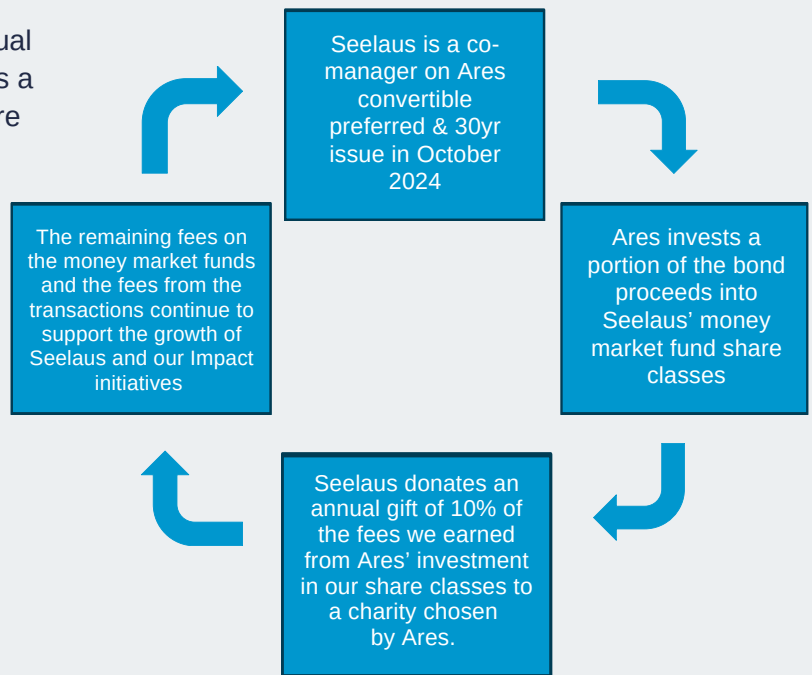 s a
Seelaus is a co-
manager on Ares
convertible
preferred & 30yr
issue in October
2024
Ares invests a
portion of the bond
proceeds into
Seelaus’ money
market fund share
classes
Seelaus donates an
annual gift of 10% of
the fees we earned
from Ares’ investment
in our share classes to
a charity chosen
by Ares.
The remaining fees on
the money market funds
and the fees from the
transactions continue to
support the growth of
Seelaus and our Impact
initiatives